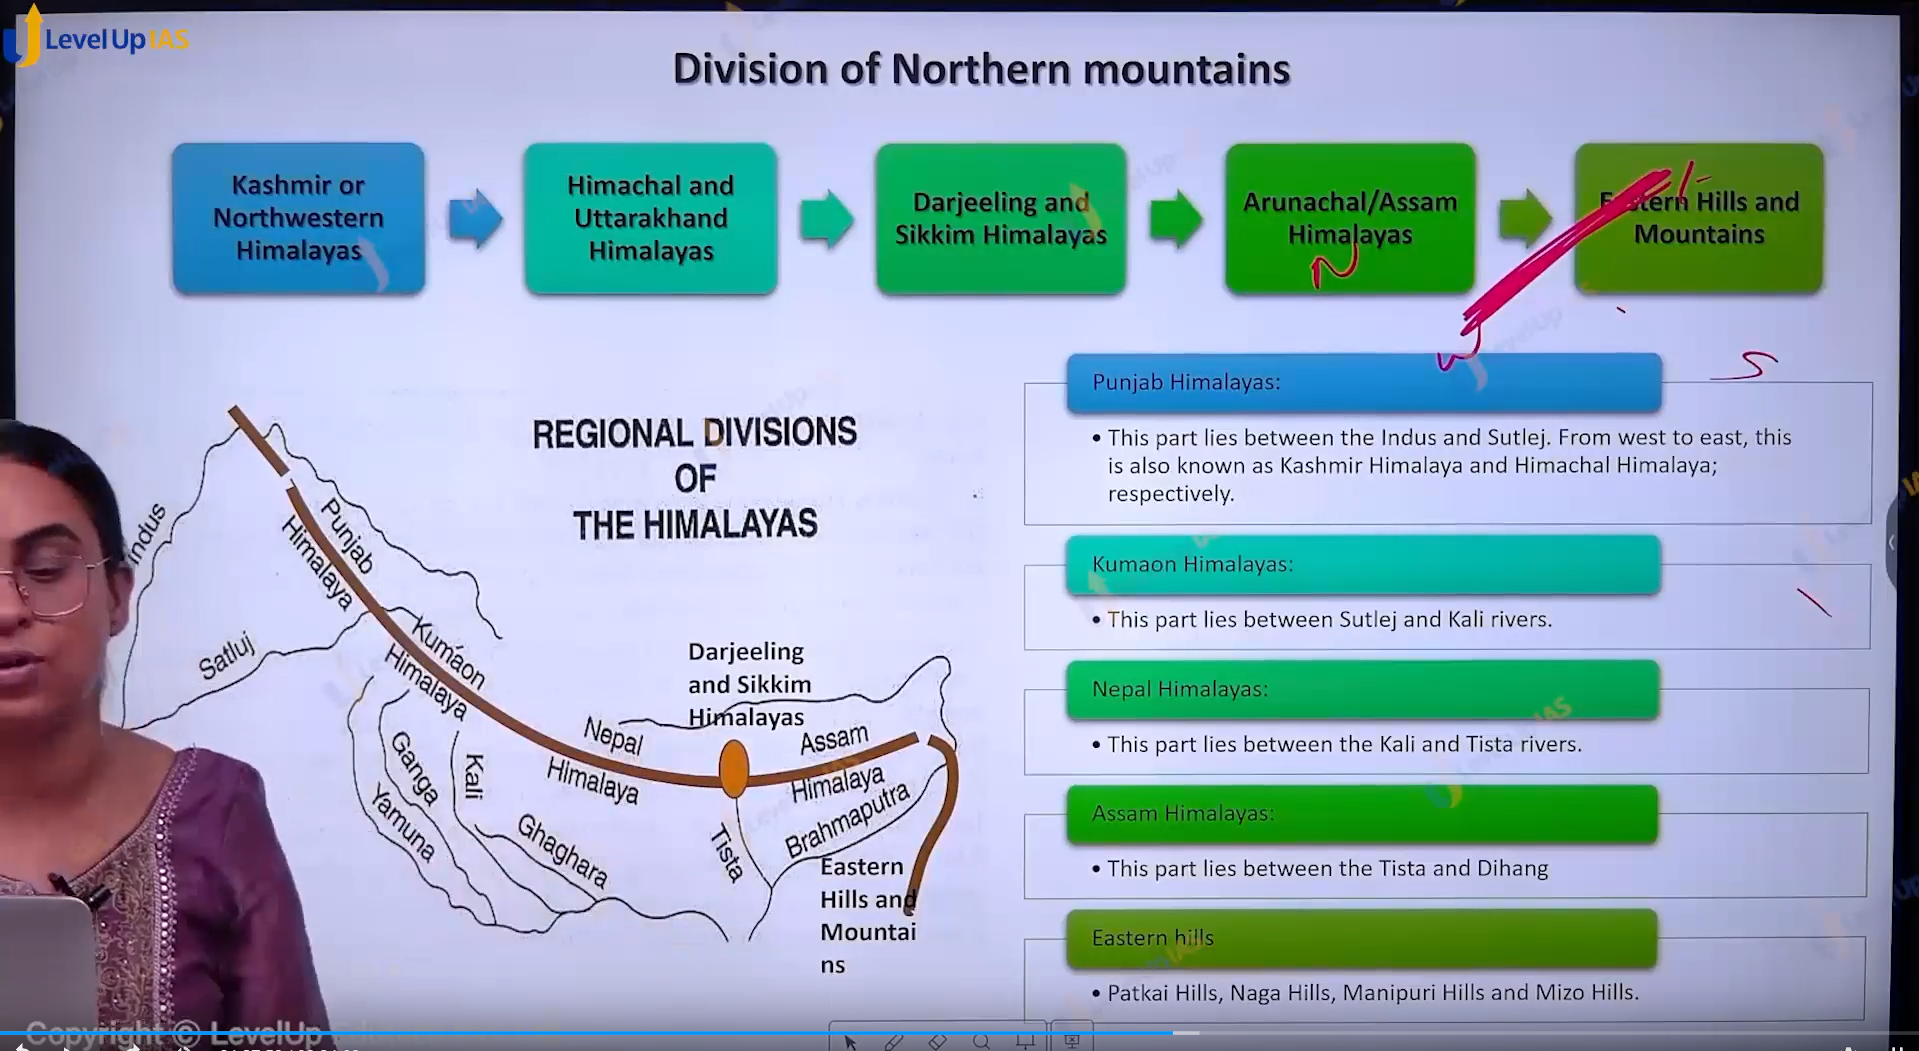 Level Up IAS
Division of Northern mountains
Kashmir or
Northwestern
Himalayas
Himachal and
Uttarakhand
Himalayas
Darjeeling and
Sikkim Himalayas
Arunachal/Assam
Himalayas
N
Hills and
Mountains
W
S
REGIONAL DIVISIONS
OF
THE HIMALAYAS
Indus
Punjab
Himalaya
Satluj
Kumaon
Himalaya
Ganga
Yamuna
Kali
Ghaghara
Nepal
Himalaya
Darjeeling
and Sikkim
Himalayas
Assam
Himalaya
Brahmaputra
Tista
Eastern
Hills and
Mountai
ns
Punjab Himalayas:
• This part lies between the Indus and Sutlej. From west to east, this
is also known as Kashmir Himalaya and Himachal Himalaya;
respectively.
Kumaon Himalayas:
• This part lies between Sutlej and Kali rivers.
Nepal Himalayas:
• This part lies between the Kali and Tista rivers.
Assam Himalayas:
• This part lies between the Tista and Dihang
Eastern hills
• Patkai Hills, Naga Hills, Manipuri Hills and Mizo Hills.
Copyright © LevelUp